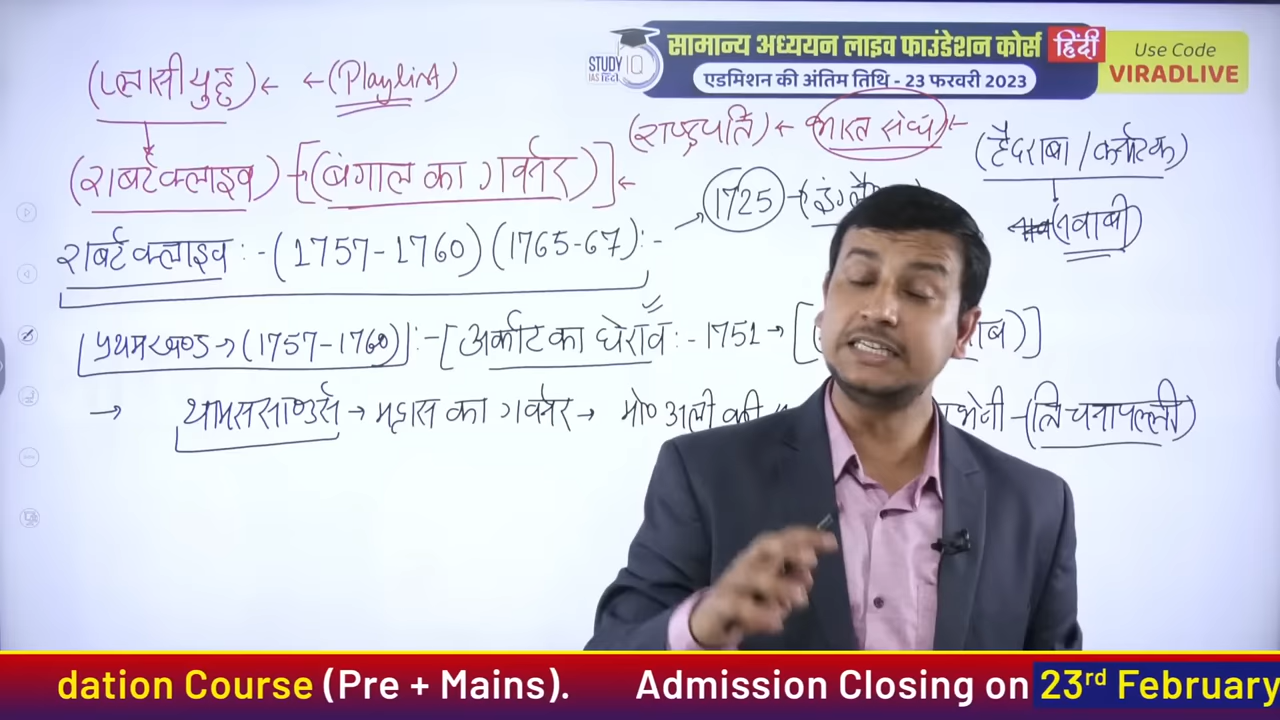 STUDY IQ
IAS हिंदी
सामान्य अध्ययन लाइव फाउंडेशन कोर्स हिंदी
एडमिशन की अंतिम तिथि - 23 फरवरी 2023
Use Code
VIRADLIVE
(प्लासी युद्ध) ← ←(Playlist)
(राष्ट्रपति) ← भारत संघ ←
(हैदराबा / कर्नाटक)
(राबर्ट क्लाइव) - [(बंगाल का गवर्नर)] ←
→ 1725 →
(नवाबी)
राबर्ट क्लाइव : - (1757-1760) (1765-67): -
[प्रथम खण्ड → (1757-1760)] : - [अर्काट का घेराव : - 1751 → [ )]
→ थामस साण्डर्स → मद्रास का गवर्नर → मो० अली की
dation Course (Pre + Mains). Admission Closing on 23rd February